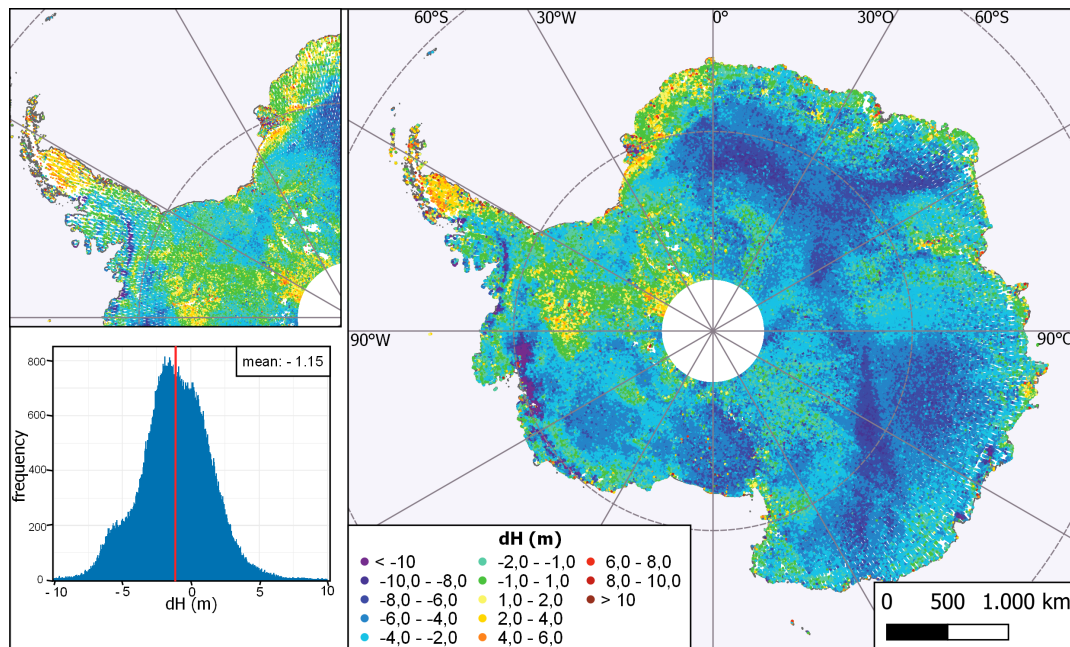 60°S
30°W
0°
30°O
60°S
90°W
90°O
mean: - 1.15
800
600
400
200
0
frequency
-10
- 5
0
5
10
dH (m)
dH (m)
< -10
-10,0 - -8,0
-8,0 - -6,0
-6,0 - -4,0
-4,0 - -2,0
-2,0 - -1,0
-1,0 - 1,0
1,0 - 2,0
2,0 - 4,0
4,0 - 6,0
6,0 - 8,0
8,0 - 10,0
> 10
0 500 1.000 km